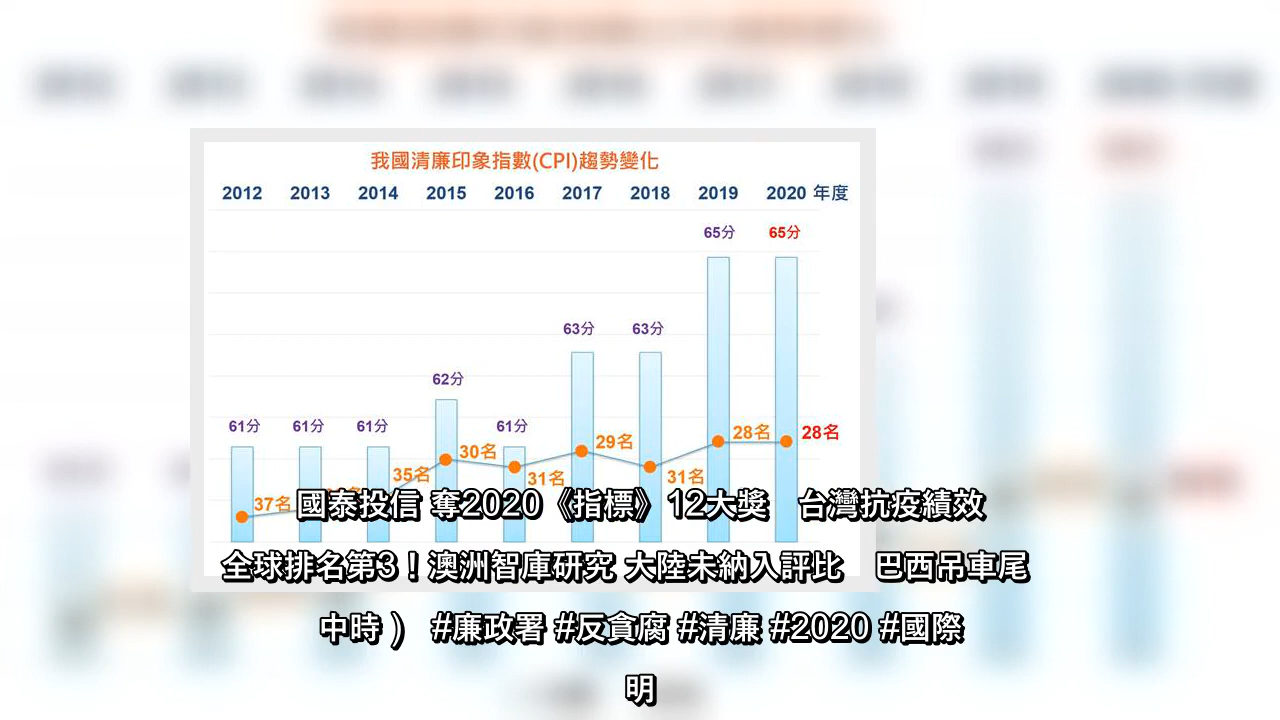 我國清廉印象指數(CPI)趨勢變化
2012 2013 2014 2015 2016 2017 2018 2019 2020 年度
65分 65分
63分 63分
62分
61分 61分 61分 61分
28名 28名
29名
30名
35名 31名 31名
37名
國泰投信 奪2020《指標》12大獎　台灣抗疫績效
全球排名第3！澳洲智庫研究 大陸未納入評比　巴西吊車尾
中時） #廉政署 #反貪腐 #清廉 #2020 #國際
明